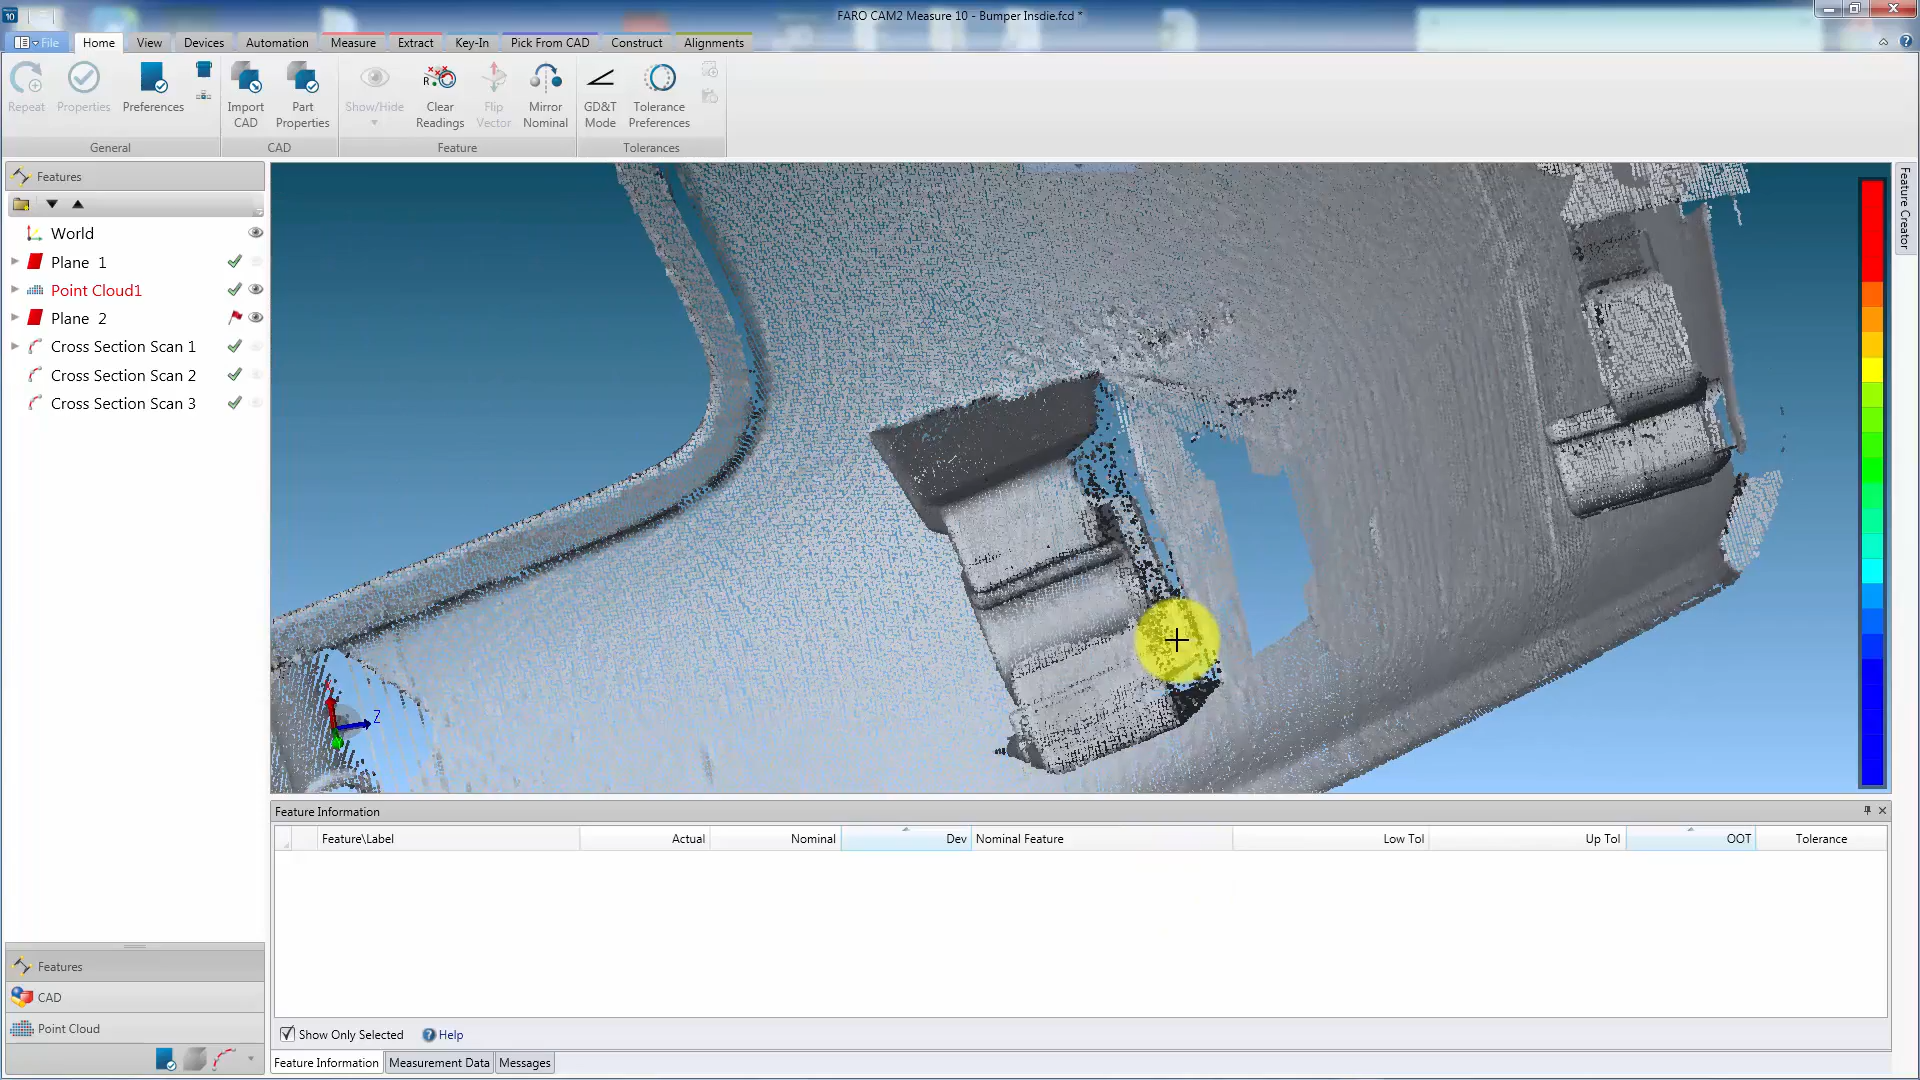 10
FARO CAM2 Measure 10 - Bumper Insdie.fcd *
File Home View Devices Automation Measure Extract Key-In Pick From CAD Construct Alignments
Repeat Properties Preferences Import CAD Part Properties Show/Hide Clear Readings Flip Vector Mirror Nominal GD&T Mode Tolerance Preferences
General CAD Feature Tolerances
Features
World
Plane 1
Point Cloud1
Plane 2
Cross Section Scan 1
Cross Section Scan 2
Cross Section Scan 3
Feature Creator
Z
Feature Information
Feature\Label Actual Nominal Dev Nominal Feature Low Tol Up Tol OOT Tolerance
Features
CAD
Point Cloud
Show Only Selected Help
Feature Information Measurement Data Messages